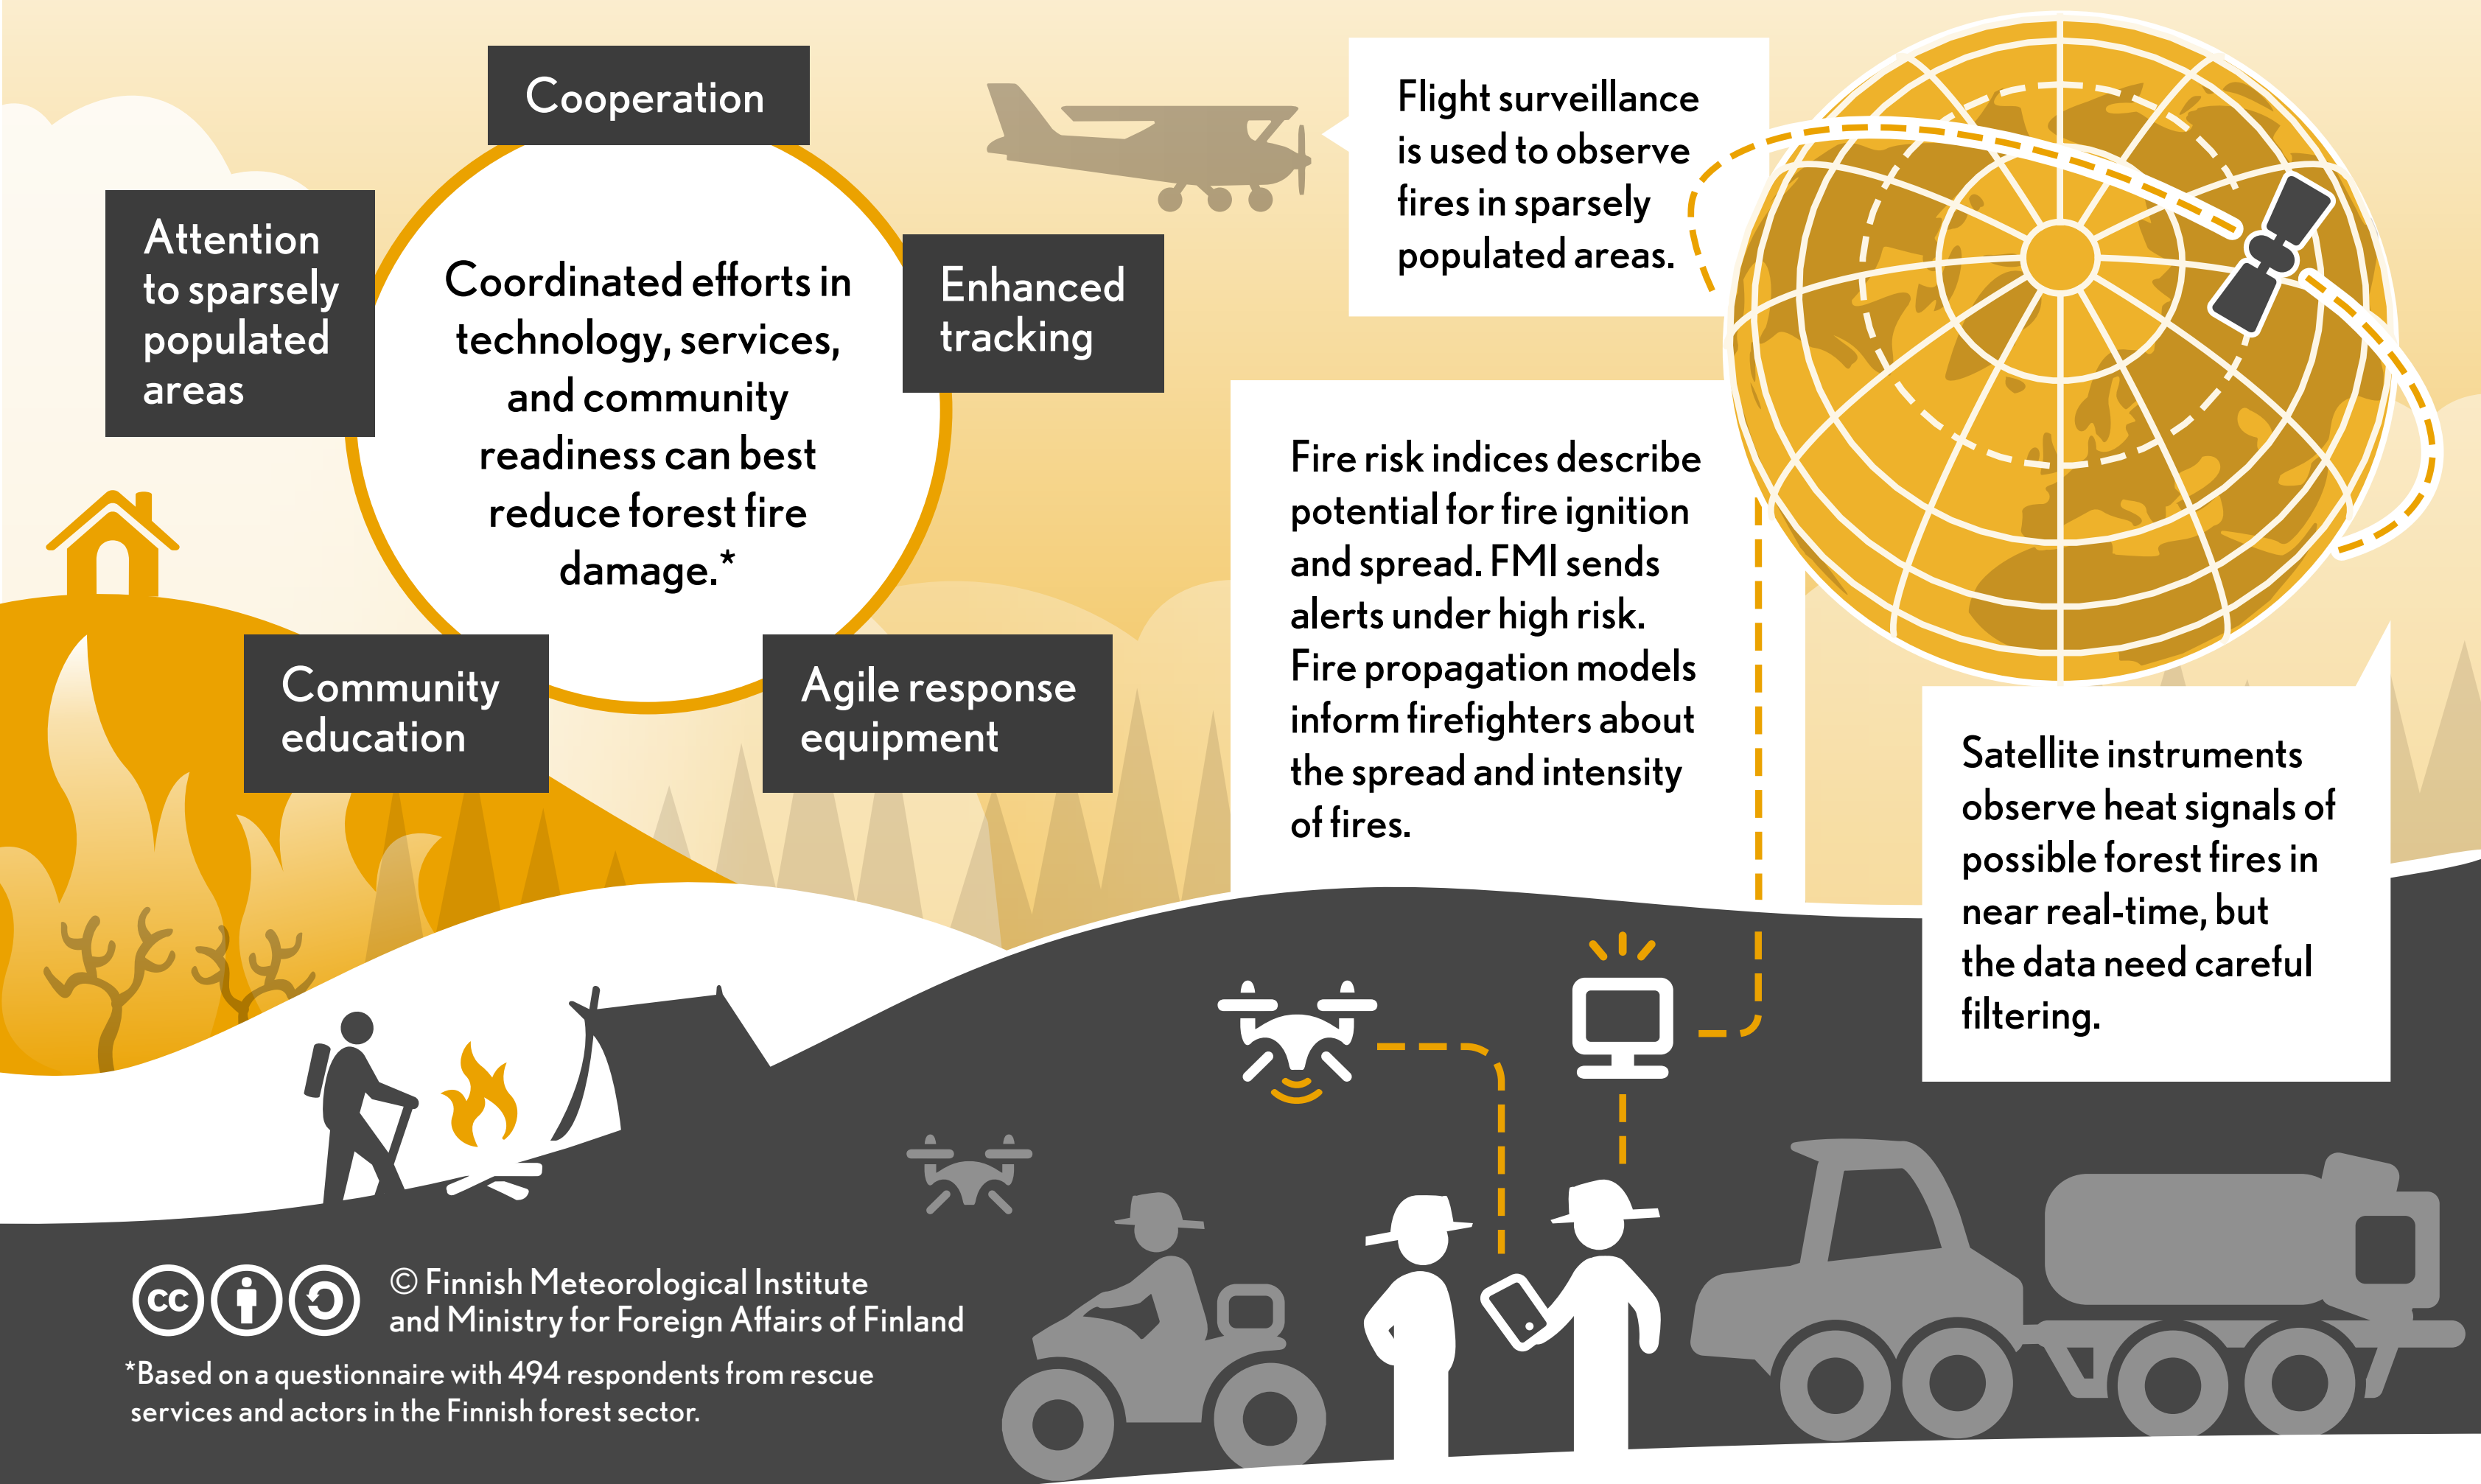 Cooperation
Attention
to sparsely
populated
areas
Coordinated efforts in
technology, services,
and community
readiness can best
reduce forest fire
damage.*
Enhanced
tracking
Community
education
Agile response
equipment
Flight surveillance
is used to observe
fires in sparsely
populated areas.
Fire risk indices describe
potential for fire ignition
and spread. FMI sends
alerts under high risk.
Fire propagation models
inform firefighters about
the spread and intensity
of fires.
Satellite instruments
observe heat signals of
possible forest fires in
near real-time, but
the data need careful
filtering.
cc
© Finnish Meteorological Institute
and Ministry for Foreign Affairs of Finland
*Based on a questionnaire with 494 respondents from rescue
services and actors in the Finnish forest sector.